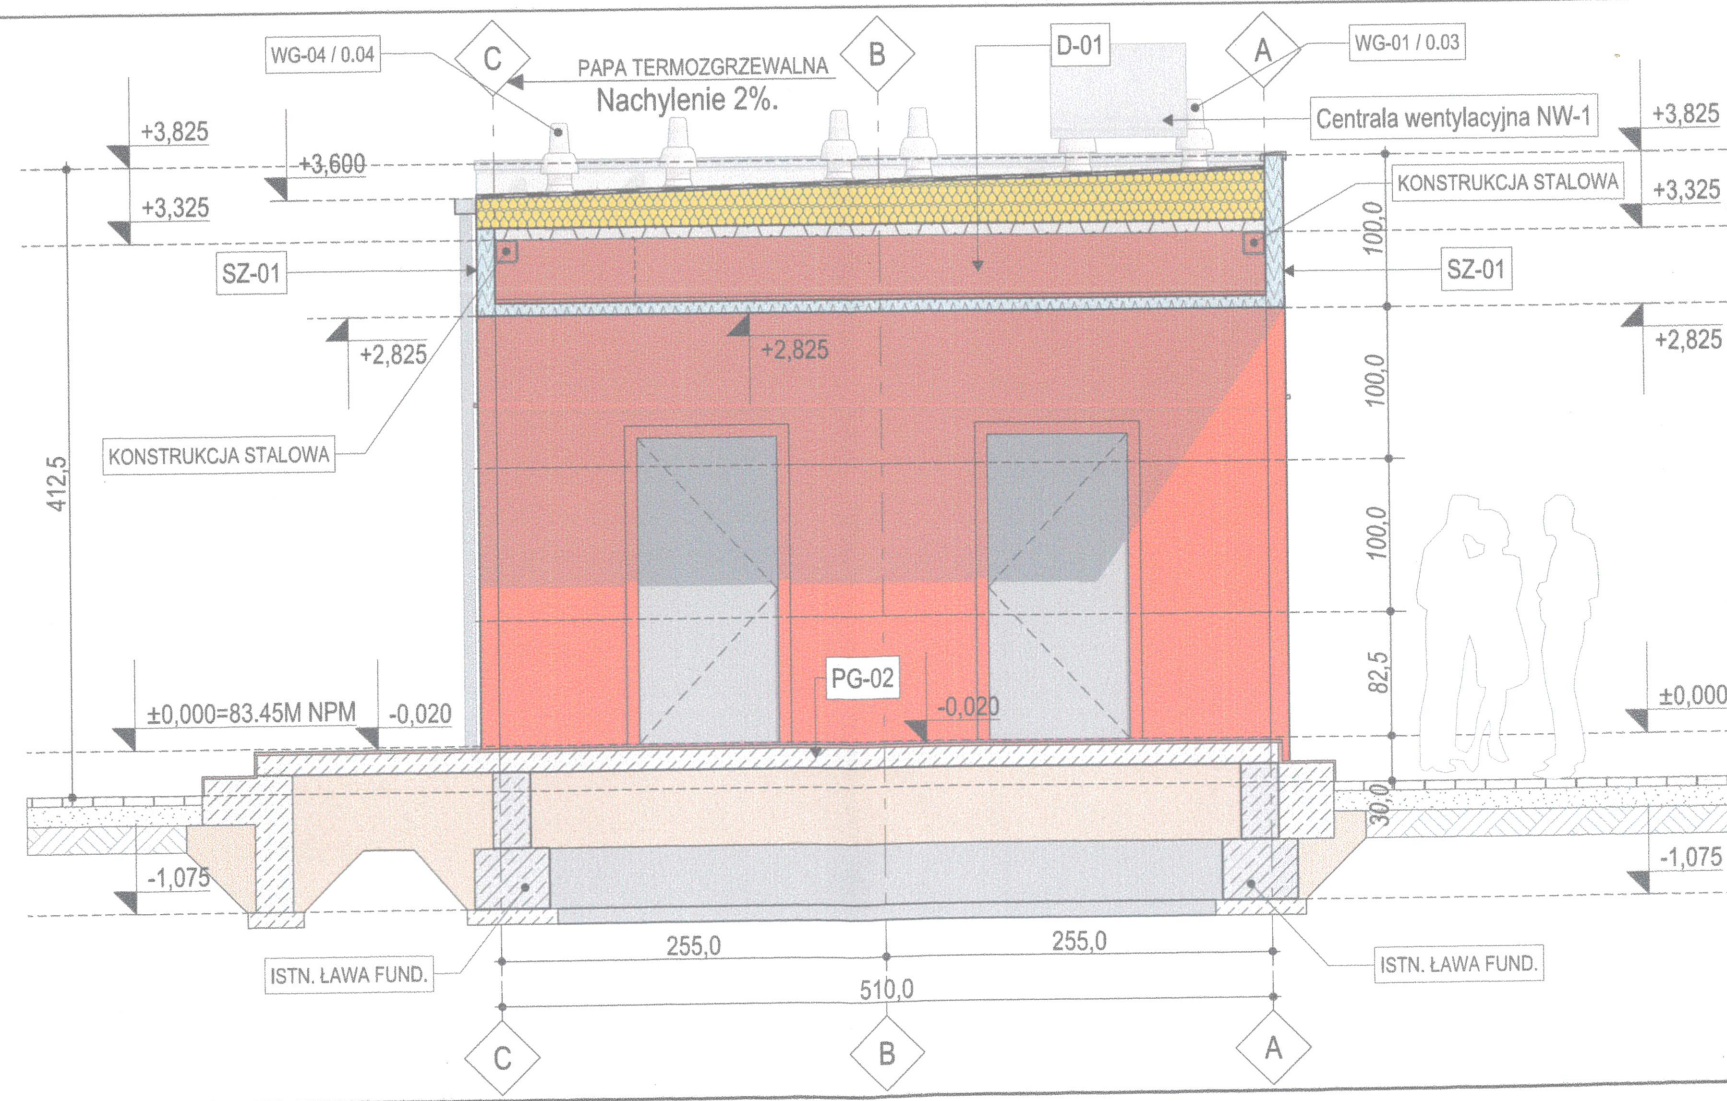 C
B
A
WG-04 / 0.04
PAPA TERMOZGRZEWALNA
Nachylenie 2%.
D-01
WG-01 / 0.03
Centrala wentylacyjna NW-1
+3,825
+3,825
+3,600
KONSTRUKCJA STALOWA
+3,325
+3,325
100,0
SZ-01
SZ-01
+2,825
+2,825
+2,825
100,0
KONSTRUKCJA STALOWA
412,5
100,0
82,5
PG-02
±0,000=83.45M NPM
-0,020
-0,020
±0,000
30,0
-1,075
-1,075
255,0
255,0
ISTN. ŁAWA FUND.
ISTN. ŁAWA FUND.
510,0
C
B
A